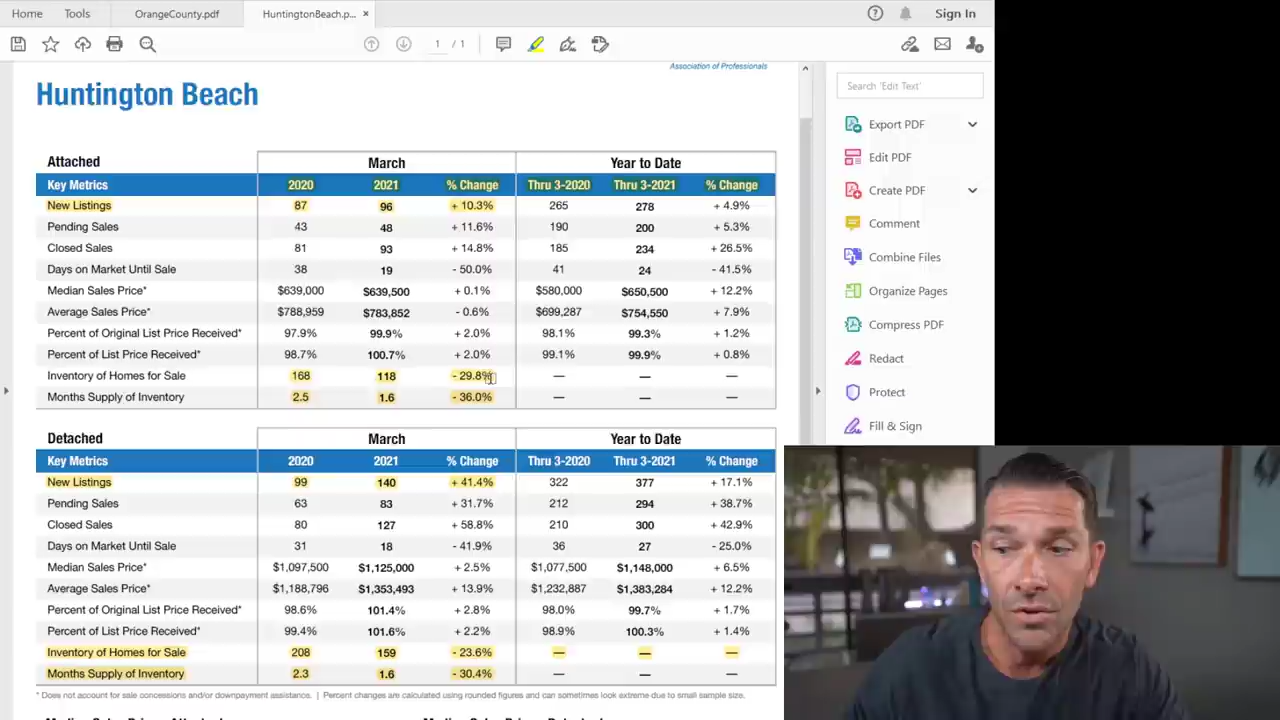 Home Tools OrangeCounty.pdf HuntingtonBeach.p... × Sign In
1 / 1
Association of Professionals
Search 'Edit Text'
Huntington Beach
Export PDF
Edit PDF
Create PDF
Comment
Combine Files
Organize Pages
Compress PDF
Redact
Protect
Fill & Sign
Attached March Year to Date
Key Metrics 2020 2021 % Change Thru 3-2020 Thru 3-2021 % Change
New Listings 87 96 + 10.3% 265 278 + 4.9%
Pending Sales 43 48 + 11.6% 190 200 + 5.3%
Closed Sales 81 93 + 14.8% 185 234 + 26.5%
Days on Market Until Sale 38 19 - 50.0% 41 24 - 41.5%
Median Sales Price* $639,000 $639,500 + 0.1% $580,000 $650,500 + 12.2%
Average Sales Price* $788,959 $783,852 - 0.6% $699,287 $754,550 + 7.9%
Percent of Original List Price Received* 97.9% 99.9% + 2.0% 98.1% 99.3% + 1.2%
Percent of List Price Received* 98.7% 100.7% + 2.0% 99.1% 99.9% + 0.8%
Inventory of Homes for Sale 168 118 - 29.8% — — —
Months Supply of Inventory 2.5 1.6 - 36.0% — — —
Detached March Year to Date
Key Metrics 2020 2021 % Change Thru 3-2020 Thru 3-2021 % Change
New Listings 99 140 + 41.4% 322 377 + 17.1%
Pending Sales 63 83 + 31.7% 212 294 + 38.7%
Closed Sales 80 127 + 58.8% 210 300 + 42.9%
Days on Market Until Sale 31 18 - 41.9% 36 27 - 25.0%
Median Sales Price* $1,097,500 $1,125,000 + 2.5% $1,077,500 $1,148,000 + 6.5%
Average Sales Price* $1,188,796 $1,353,493 + 13.9% $1,232,887 $1,383,284 + 12.2%
Percent of Original List Price Received* 98.6% 101.4% + 2.8% 98.0% 99.7% + 1.7%
Percent of List Price Received* 99.4% 101.6% + 2.2% 98.9% 100.3% + 1.4%
Inventory of Homes for Sale 208 159 - 23.6% — — —
Months Supply of Inventory 2.3 1.6 - 30.4% — — —
* Does not account for sale concessions and/or downpayment assistance. | Percent changes are calculated using rounded figures and can sometimes look extreme due to small sample size.